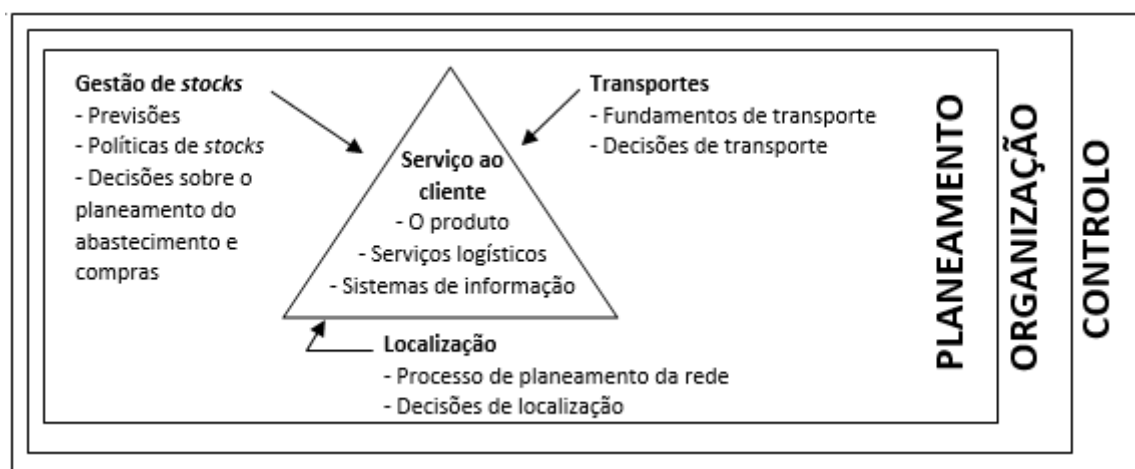 Gestão de stocks
- Previsões
- Políticas de stocks
- Decisões sobre o
planeamento do
abastecimento e
compras
Serviço ao
cliente
- O produto
- Serviços logísticos
- Sistemas de informação
Transportes
- Fundamentos de transporte
- Decisões de transporte
Localização
- Processo de planeamento da rede
- Decisões de localização
PLANEAMENTO
ORGANIZAÇÃO
CONTROLO